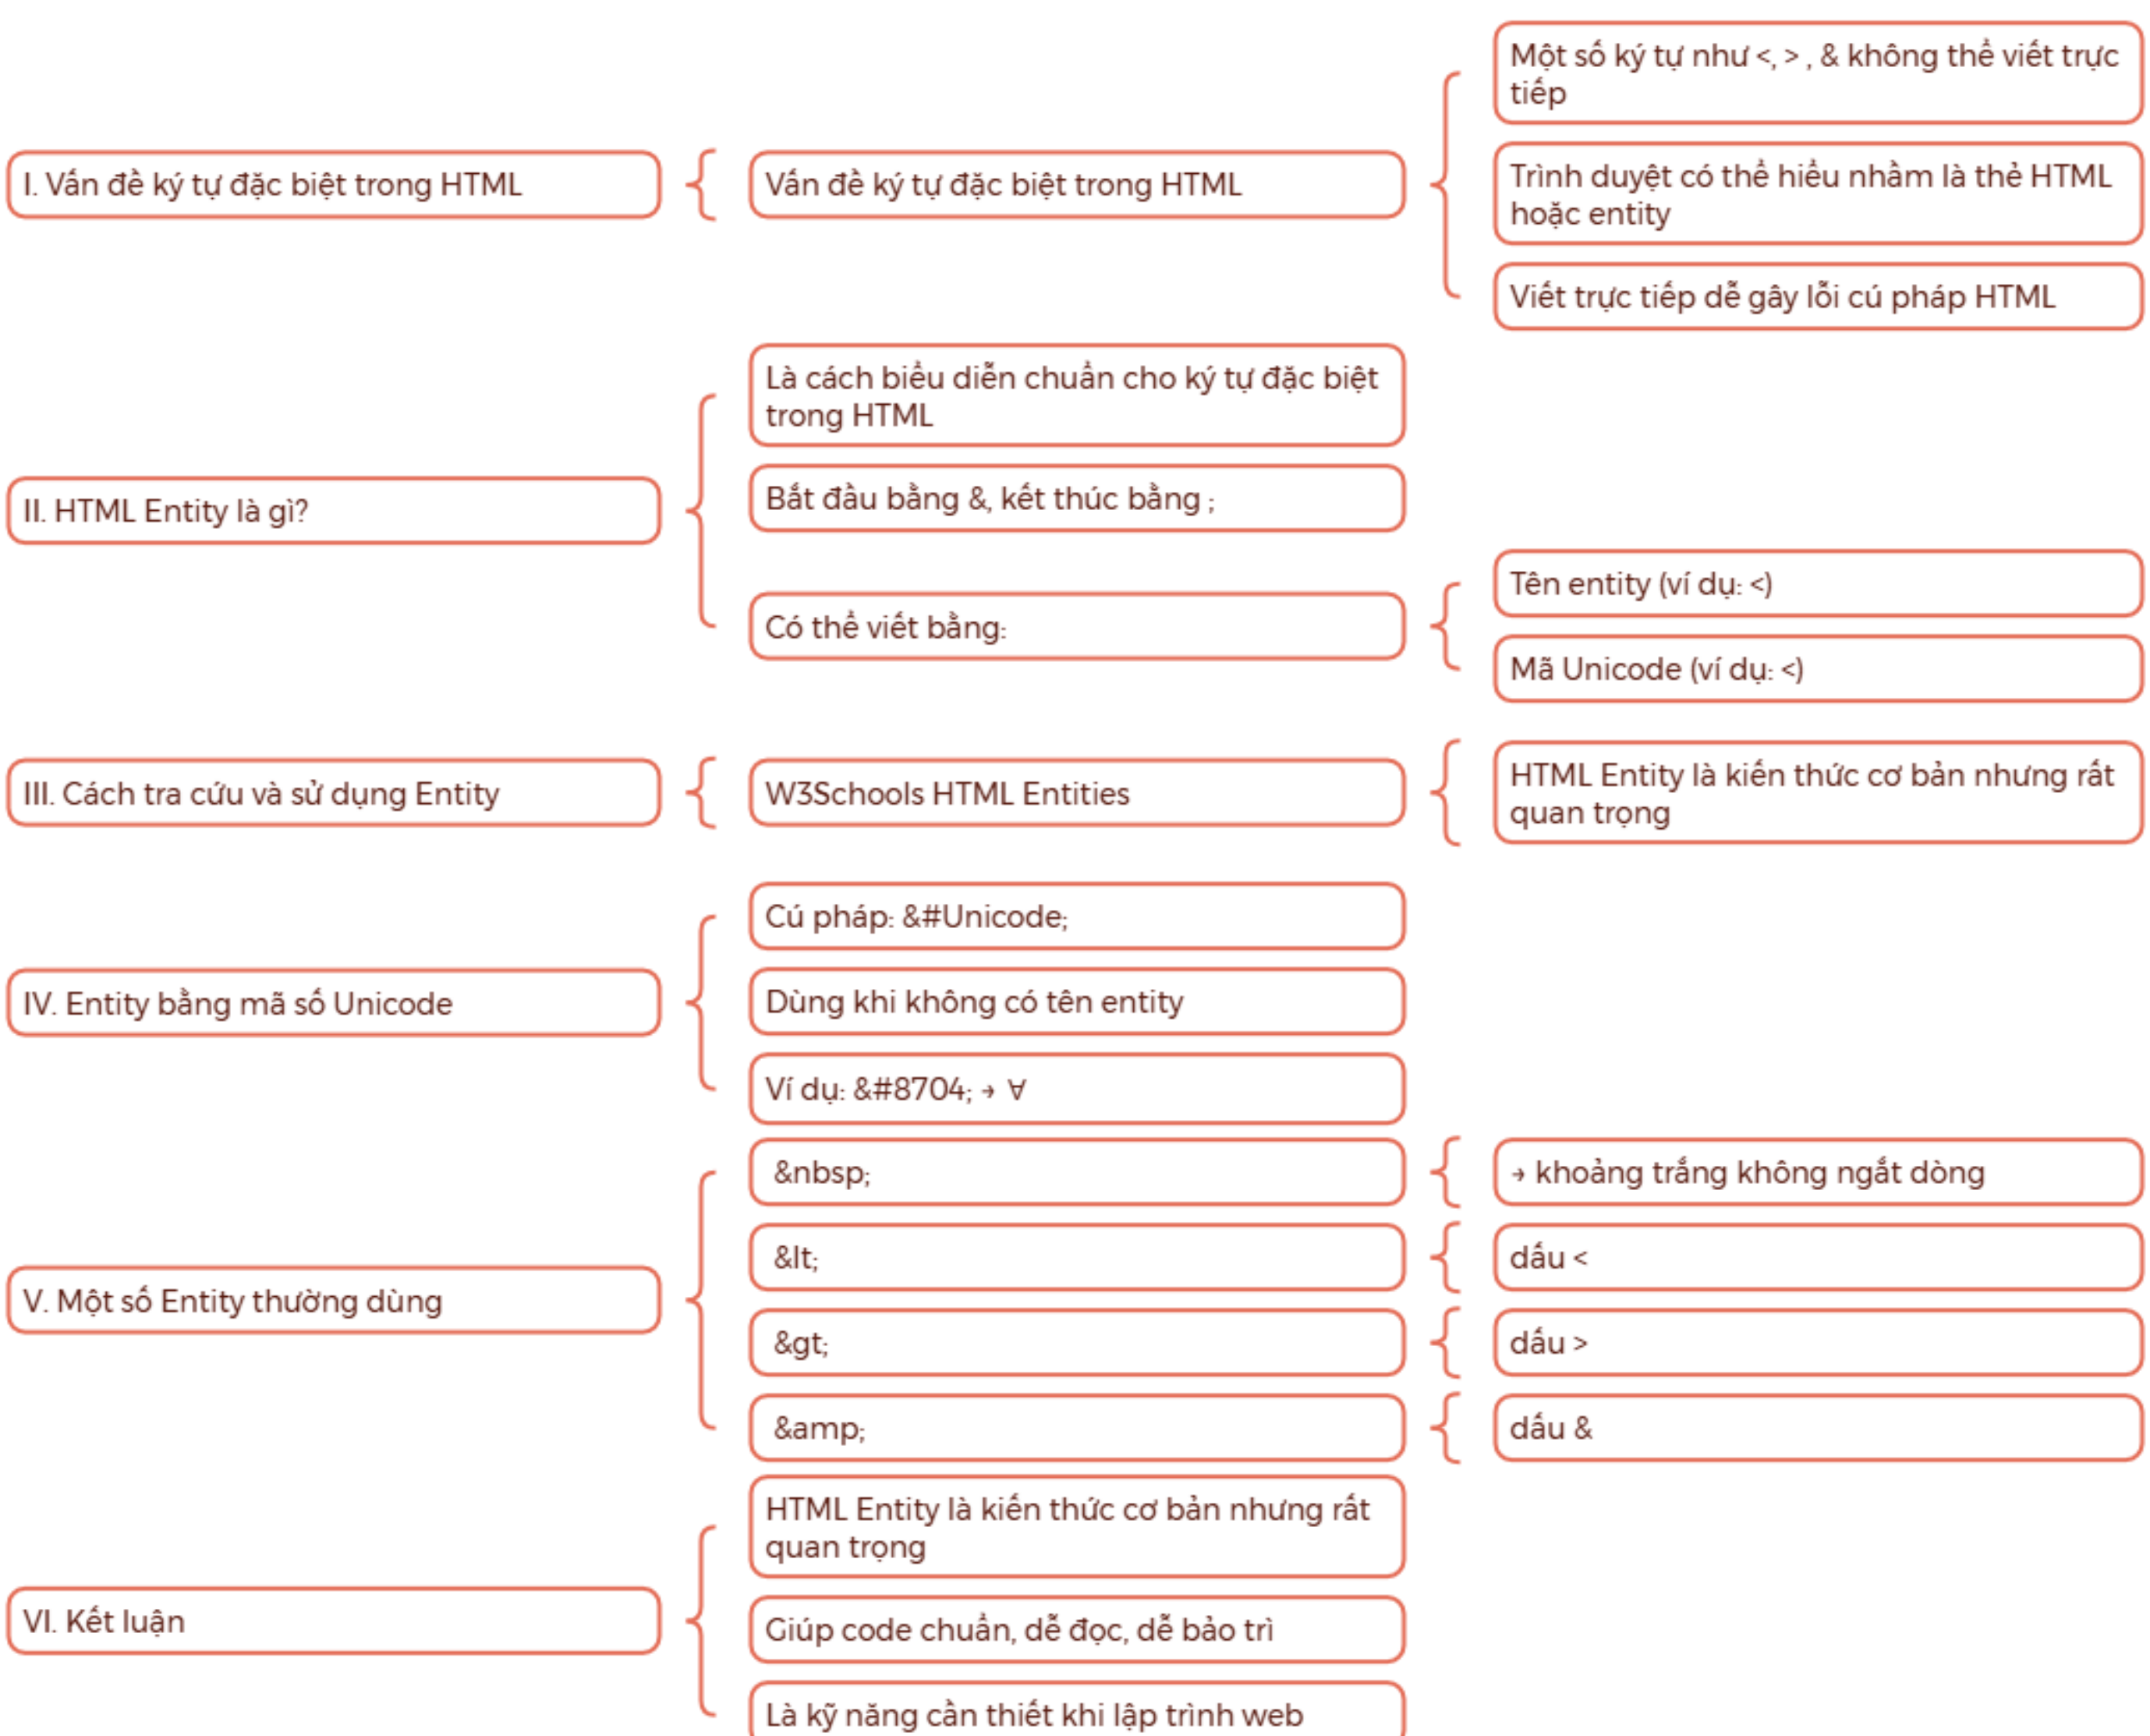 I. Vấn đề ký tự đặc biệt trong HTML
Vấn đề ký tự đặc biệt trong HTML
Một số ký tự như <, > , & không thể viết trực
tiếp
Trình duyệt có thể hiểu nhầm là thẻ HTML
hoặc entity
Viết trực tiếp dễ gây lỗi cú pháp HTML
II. HTML Entity là gì?
Là cách biểu diễn chuẩn cho ký tự đặc biệt
trong HTML
Bắt đầu bằng &, kết thúc bằng ;
Có thể viết bằng:
Tên entity (ví dụ: <)
Mã Unicode (ví dụ: <)
III. Cách tra cứu và sử dụng Entity
W3Schools HTML Entities
HTML Entity là kiến thức cơ bản nhưng rất
quan trọng
IV. Entity bằng mã số Unicode
Cú pháp: &#Unicode;
Dùng khi không có tên entity
Ví dụ: &#8704; → ∀
V. Một số Entity thường dùng
&nbsp;
→ khoảng trắng không ngắt dòng
&lt;
dấu <
&gt;
dấu >
&amp;
dấu &
VI. Kết luận
HTML Entity là kiến thức cơ bản nhưng rất
quan trọng
Giúp code chuẩn, dễ đọc, dễ bảo trì
Là kỹ năng cần thiết khi lập trình web